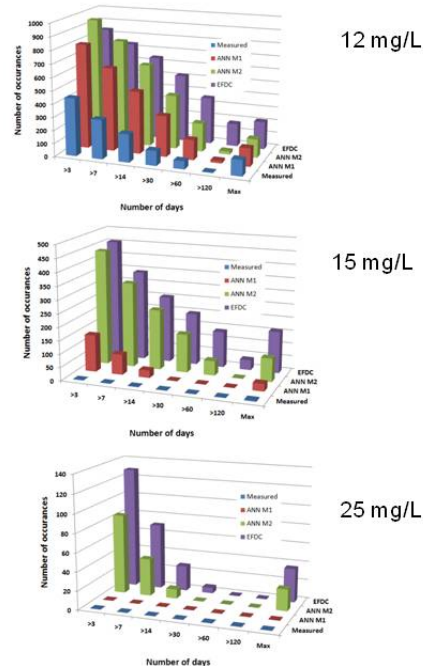 12 mg/L
1000
900
800
700
600
500
400
300
200
100
0
Number of occurances
Measured
ANN M1
ANN M2
EFDC
>3
>7
>14
>30
>60
>120
Max
EFDC
ANN M2
ANN M1
Measured
Number of days
15 mg/L
500
450
400
350
300
250
200
150
100
50
0
Number of occurances
Measured
ANN M1
ANN M2
EFDC
>3
>7
>14
>30
>60
>120
Max
EFDC
ANN M2
ANN M1
Measured
Number of days
25 mg/L
140
120
100
80
60
40
20
0
Number of occurances
Measured
ANN M1
ANN M2
EFDC
>3
>7
>14
>30
>60
>120
Max
EFDC
ANN M2
ANN M1
Measured
Number of days